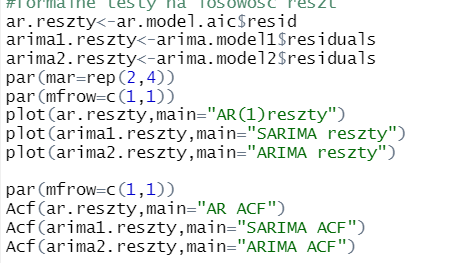 #formalne testy na losowość reszt
ar.reszty<-ar.model.aic$resid
arima1.reszty<-arima.model1$residuals
arima2.reszty<-arima.model2$residuals
par(mar=rep(2,4))
par(mfrow=c(1,1))
plot(ar.reszty,main="AR(1)reszty")
plot(arima1.reszty,main="SARIMA reszty")
plot(arima2.reszty,main="ARIMA reszty")
par(mfrow=c(1,1))
Acf(ar.reszty,main="AR ACF")
Acf(arima1.reszty,main="SARIMA ACF")
Acf(arima2.reszty,main="ARIMA ACF")